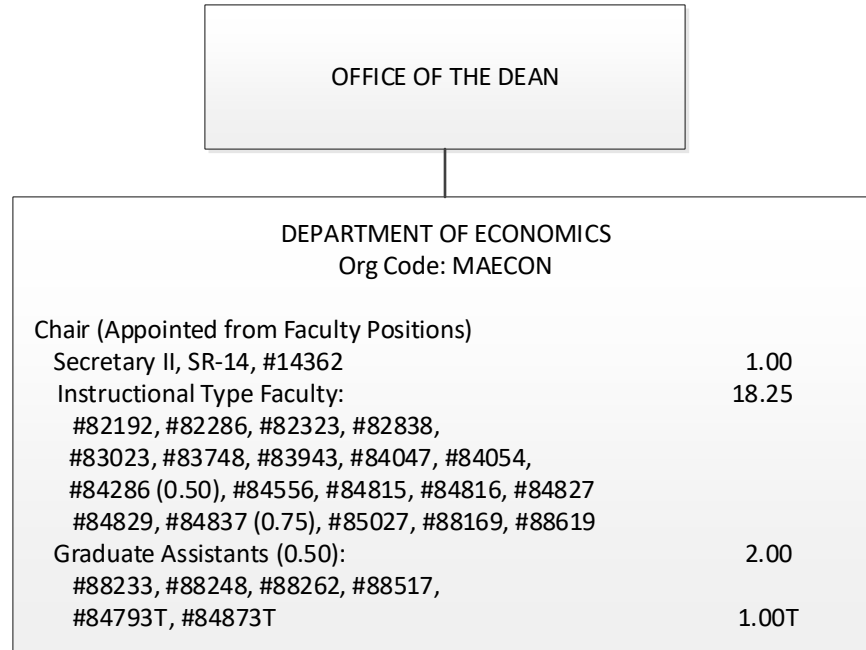 OFFICE OF THE DEAN
DEPARTMENT OF ECONOMICS
Org Code: MAECON
Chair (Appointed from Faculty Positions)
Secretary II, SR-14, #14362 1.00
Instructional Type Faculty: 18.25
#82192, #82286, #82323, #82838,
#83023, #83748, #83943, #84047, #84054,
#84286 (0.50), #84556, #84815, #84816, #84827
#84829, #84837 (0.75), #85027, #88169, #88619
Graduate Assistants (0.50): 2.00
#88233, #88248, #88262, #88517,
#84793T, #84873T 1.00T